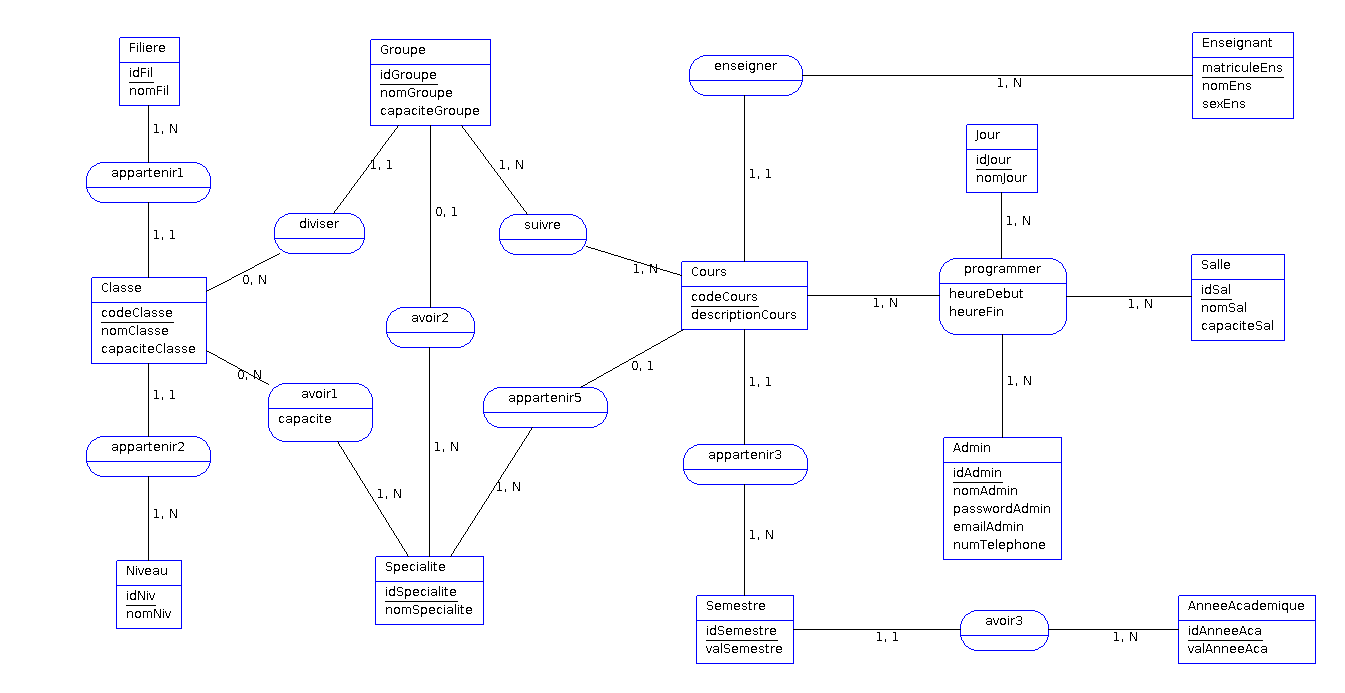 Filiere
idFil
nomFil
1, N
appartenir1
1, 1
Classe
codeClasse
nomClasse
capaciteClasse
1, 1
appartenir2
1, N
Niveau
idNiv
nomNiv
Groupe
idGroupe
nomGroupe
capaciteGroupe
1, 1
diviser
0, N
0, 1
avoir2
1, N
1, N
suivre
1, N
0, N
avoir1
capacite
1, N
Specialite
idSpecialite
nomSpecialite
0, 1
appartenir5
1, N
enseigner
1, N
1, 1
Enseignant
matriculeEns
nomEns
sexEns
Cours
codeCours
descriptionCours
1, N
Jour
idJour
nomJour
1, N
programmer
heureDebut
heureFin
1, N
Salle
idSal
nomSal
capaciteSal
1, N
Admin
idAdmin
nomAdmin
passwordAdmin
emailAdmin
numTelephone
1, 1
appartenir3
1, N
Semestre
idSemestre
valSemestre
1, 1
avoir3
1, N
AnneeAcademique
idAnneeAca
valAnneeAca